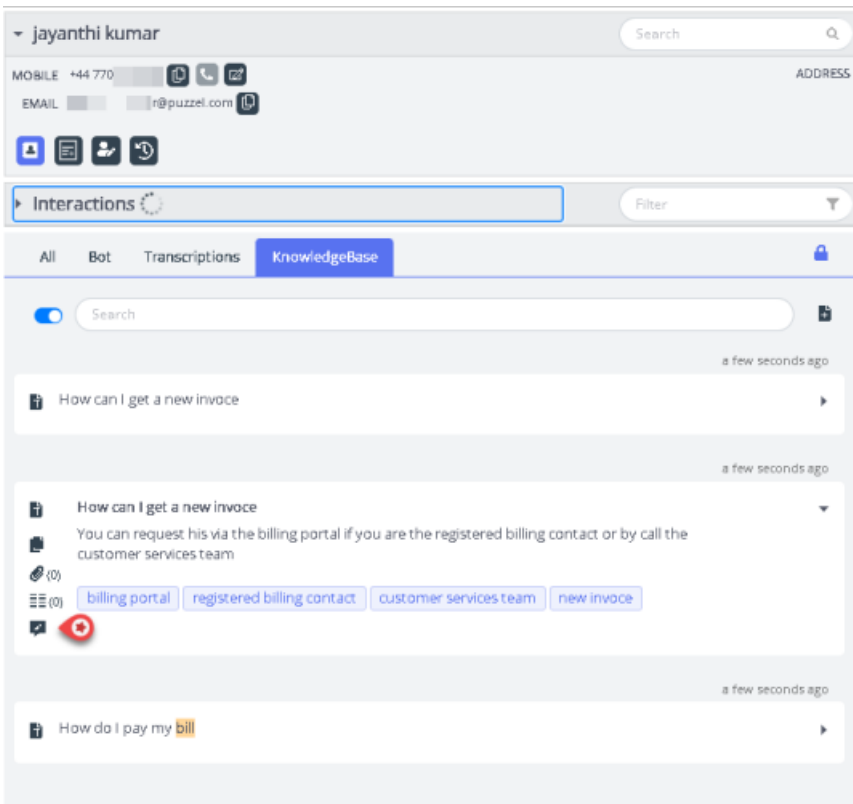 jayanthi kumar
Search
MOBILE +44 770
ADDRESS
EMAIL r@puzzel.com
Interactions
Filter
All Bot Transcriptions KnowledgeBase
Search
a few seconds ago
How can I get a new invoce
a few seconds ago
How can I get a new invoce
You can request his via the billing portal if you are the registered billing contact or by call the
customer services team
(0)
(0)
billing portal registered billing contact customer services team new invoce
a few seconds ago
How do I pay my bill